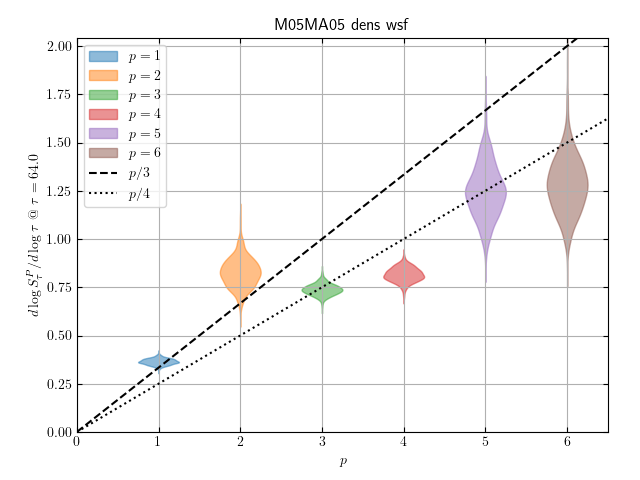 M05MA05 dens wsf
d log S_τ^P / d log τ @ τ = 64.0
2.00
1.75
1.50
1.25
1.00
0.75
0.50
0.25
0.00
p = 1
p = 2
p = 3
p = 4
p = 5
p = 6
p/3
p/4
0 1 2 3 4 5 6
p